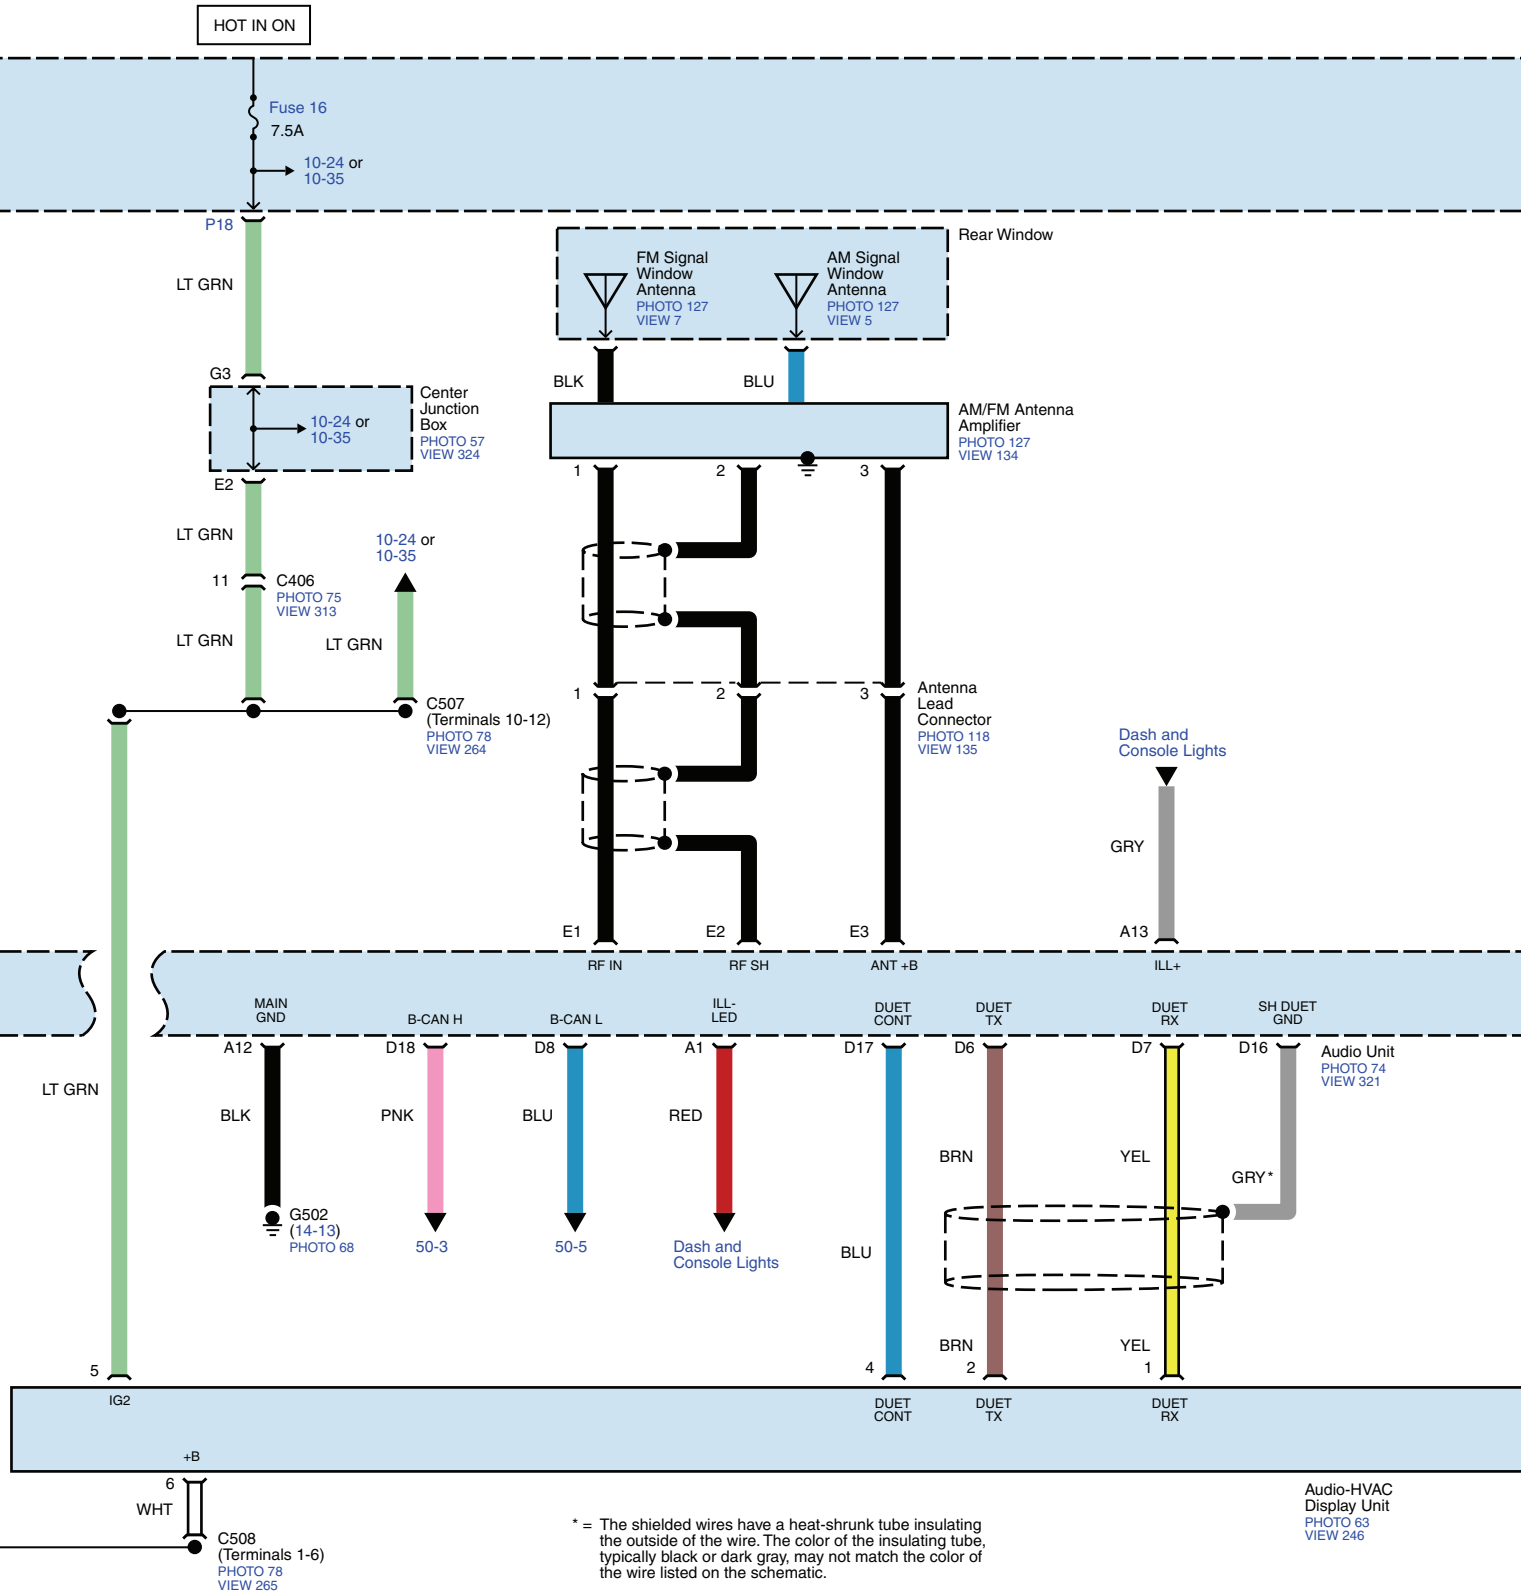 HOT IN ON
Fuse 16
7.5A
10-24 or
10-35
P18
LT GRN
G3
10-24 or
10-35
Center
Junction
Box
PHOTO 57
VIEW 324
E2
LT GRN
11
C406
PHOTO 75
VIEW 313
LT GRN
10-24 or
10-35
LT GRN
C507
(Terminals 10-12)
PHOTO 78
VIEW 264
Rear Window
FM Signal
Window
Antenna
PHOTO 127
VIEW 7
AM Signal
Window
Antenna
PHOTO 127
VIEW 5
BLK
BLU
AM/FM Antenna
Amplifier
PHOTO 127
VIEW 134
1
2
3
1
2
3
Antenna
Lead
Connector
PHOTO 118
VIEW 135
Dash and
Console Lights
GRY
E1
E2
E3
A13
RF IN
RF SH
ANT +B
ILL+
MAIN
GND
B-CAN H
B-CAN L
ILL-
LED
DUET
CONT
DUET
TX
DUET
RX
SH DUET
GND
A12
D18
D8
A1
D17
D6
D7
D16
Audio Unit
PHOTO 74
VIEW 321
LT GRN
BLK
PNK
BLU
RED
BRN
YEL
GRY*
G502
(14-13)
PHOTO 68
50-3
50-5
Dash and
Console Lights
BLU
BRN
YEL
5
4
2
1
IG2
DUET
CONT
DUET
TX
DUET
RX
+B
6
WHT
C508
(Terminals 1-6)
PHOTO 78
VIEW 265
Audio-HVAC
Display Unit
PHOTO 63
VIEW 246
* = The shielded wires have a heat-shrunk tube insulating
the outside of the wire. The color of the insulating tube,
typically black or dark gray, may not match the color of
the wire listed on the schematic.